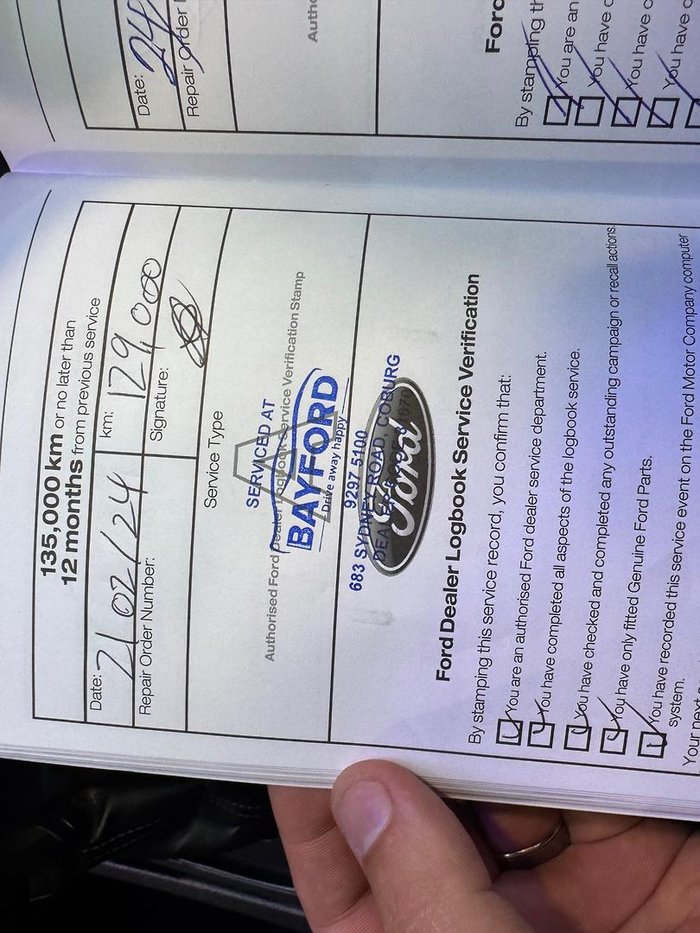 135,000 km or no later than
12 months from previous service
Date: 21/02/24 km: 129,000
Repair Order Number: Signature:
Service Type
Authorised Ford Dealer Logbook Service Verification Stamp
SERVICED AT
BAYFORD
Drive away happy
9297 5100
683 SYDNEY ROAD, COBURG
Ford
Ford Dealer Logbook Service Verification
By stamping this service record, you confirm that:
You are an authorised Ford dealer service department.
You have completed all aspects of the logbook service.
You have checked and completed any outstanding campaign or recall actions.
You have only fitted Genuine Ford Parts.
You have recorded this service event on the Ford Motor Company computer
system.
Your next
Date: 24
Repair Order
Autho
Ford
By stamping th
You are an
You have c
You have c
You have o